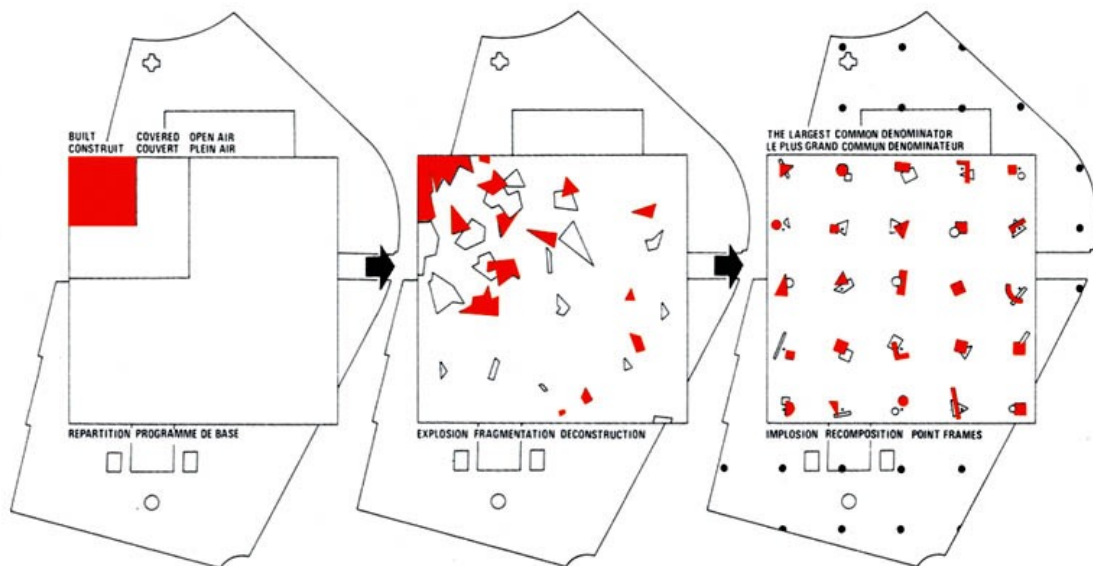 BUILT
CONSTRUIT
COVERED
COUVERT
OPEN AIR
PLEIN AIR
REPARTITION PROGRAMME DE BASE
EXPLOSION FRAGMENTATION DECONSTRUCTION
THE LARGEST COMMON DENOMINATOR
LE PLUS GRAND COMMUN DENOMINATEUR
IMPLOSION RECOMPOSITION POINT FRAMES